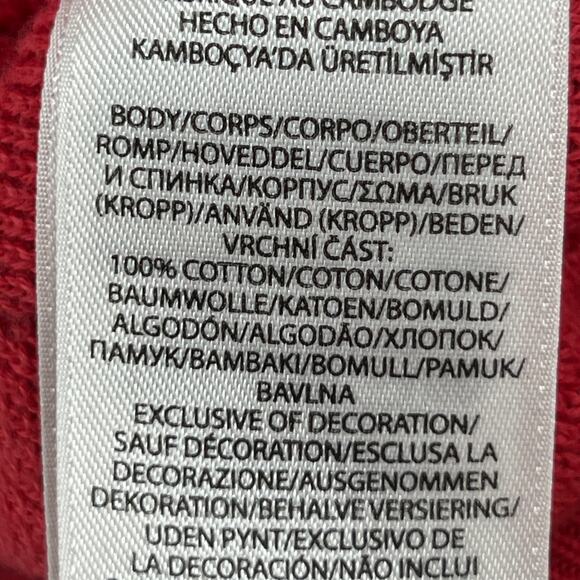 AU CAMBODGE
HECHO EN CAMBOYA
KAMBOÇYA'DA ÜRETİLMİŞTİR
BODY/CORPS/CORPO/OBERTEIL/
ROMP/HOVEDDEL/CUERPO/ПЕРЕД
И СПИНКА/КОРПУС/ΣΩΜΑ/BRUK
(KROPP)/ANVÄND (KROPP)/BEDEN/
VRCHNÍ ČÁST:
100% COTTON/COTON/COTONE/
BAUMWOLLE/KATOEN/BOMULD/
ALGODÓN/ALGODÃO/ХЛОПОК/
ПАМУК/BAMBAKI/BOMULL/PAMUK/
BAVLNA
EXCLUSIVE OF DECORATION/
SAUF DÉCORATION/ESCLUSA LA
DECORAZIONE/AUSGENOMMEN
DEKORATION/BEHALVE VERSIERING/
UDEN PYNT/EXCLUSIVO DE
LA DECORACIÓN/NÃO INCLUI